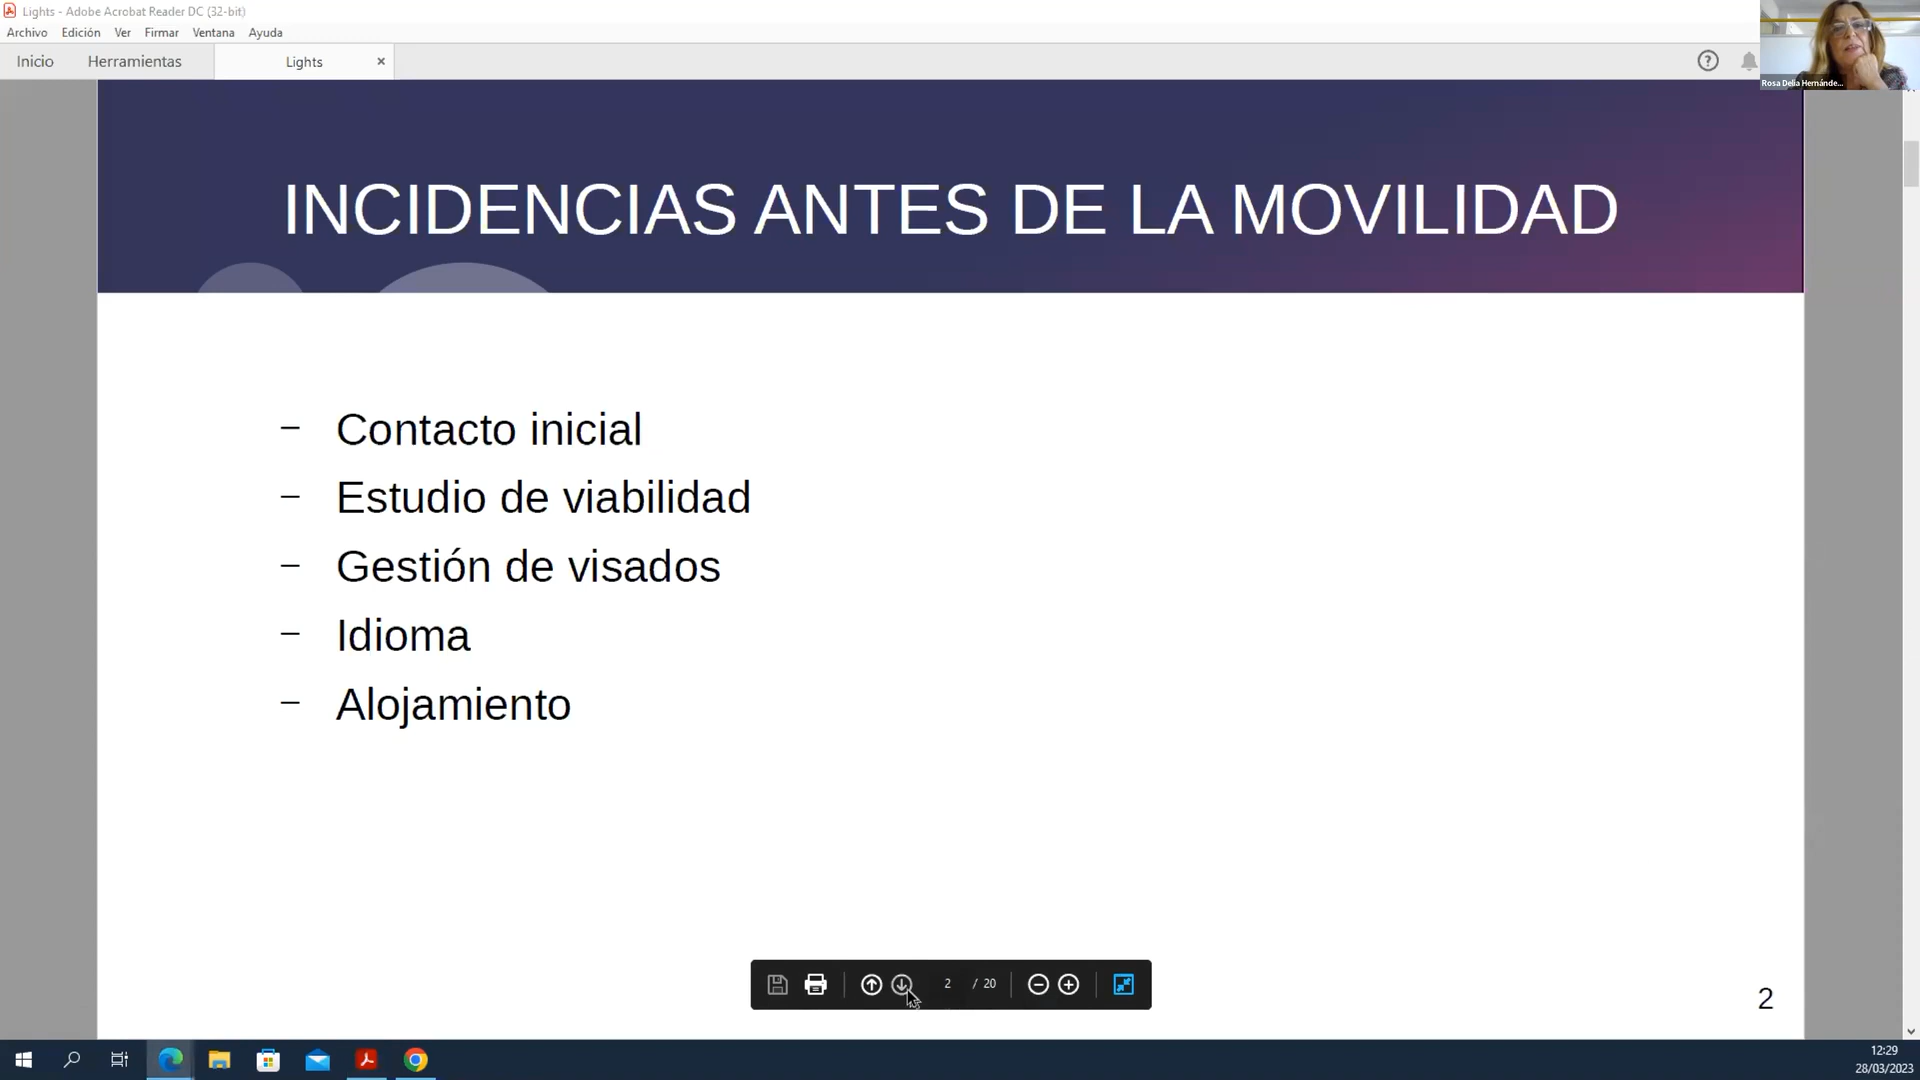 Lights - Adobe Acrobat Reader DC (32-bit)
Archivo Edición Ver Firmar Ventana Ayuda
Inicio Herramientas Lights
Rosa Delia Hernánde...
INCIDENCIAS ANTES DE LA MOVILIDAD
– Contacto inicial
– Estudio de viabilidad
– Gestión de visados
– Idioma
– Alojamiento
2 / 20
2
12:29
28/03/2023